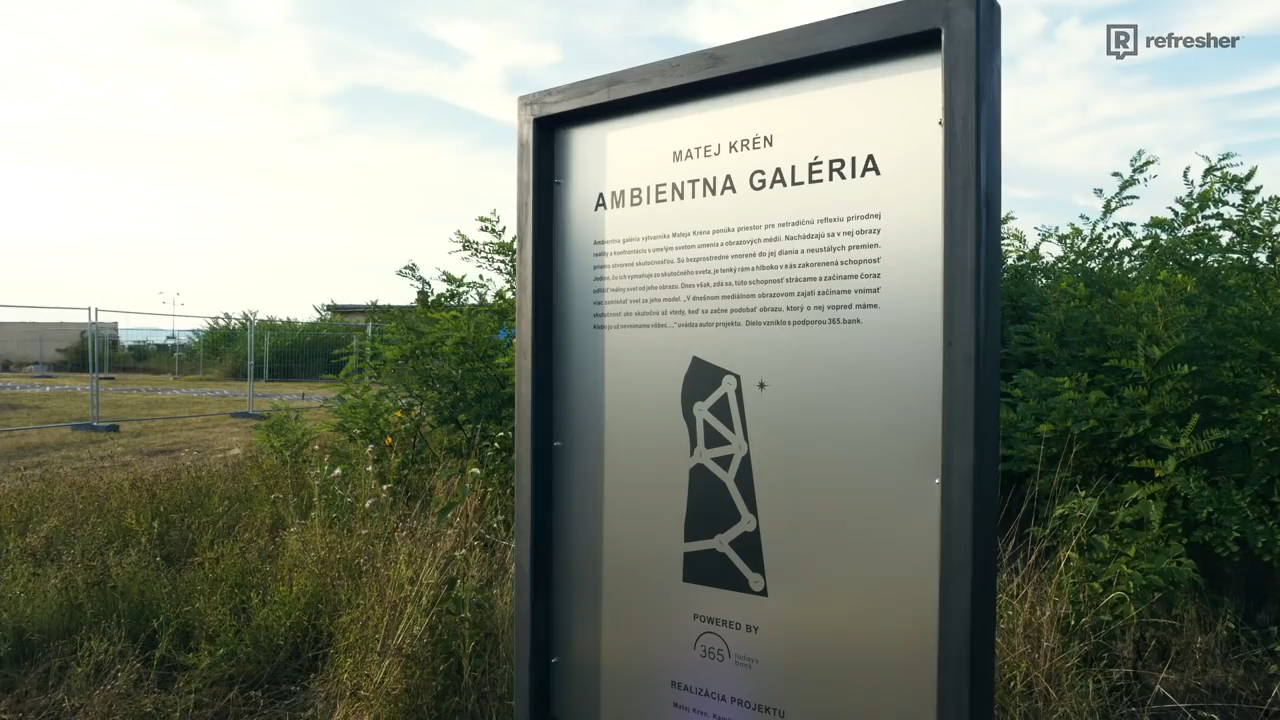 refresher
MATEJ KRÉN
AMBIENTNA GALÉRIA
Ambientna galéria výtvarníka Mateja Kréna ponúka priestor pre netradičnú reflexiu prírodnej
reality a konfrontáciu s umelým svetom umenia a obrazových médií. Nachádzajú sa v nej obrazy
priamo stvorené skutočnosťou. Sú bezprostredne vnorené do jej diania a neustálych premien.
Jediné, čo ich vymaňuje zo skutočného sveta, je tenký rám a hlboko v nás zakorenená schopnosť
odlíšiť reálny svet od jeho obrazu. Dnes však, zdá sa, túto schopnosť strácame a začíname čoraz
viac zamieňať svet za jeho model. „V dnešnom mediálnom obrazovom zajatí začíname vnímať
skutočnosť ako skutočnú až vtedy, keď sa začne podobať obrazu, ktorý o nej vopred máme.
Alebo ju už nevnímame vôbec...," uvádza autor projektu. Dielo vzniklo s podporou 365.bank.
POWERED BY
365 today's
bank
REALIZÁCIA PROJEKTU
Matej Kren,